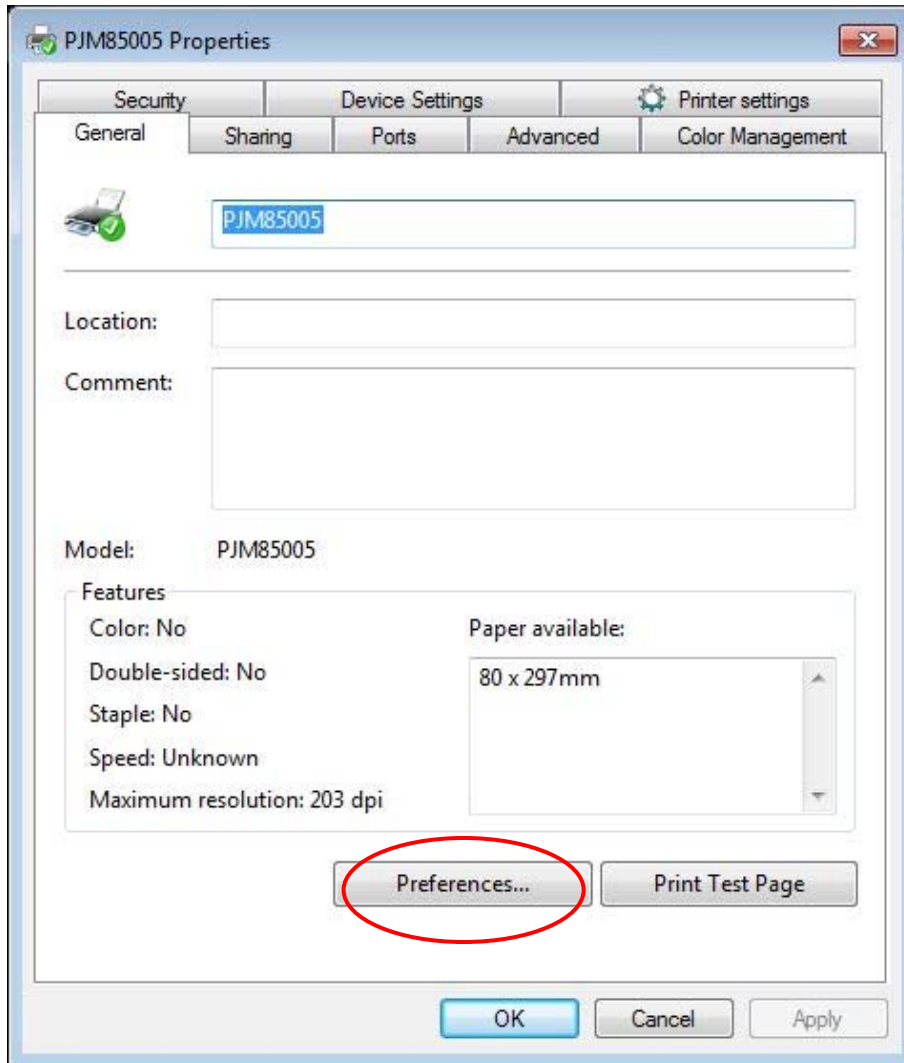 PJM85005 Properties
Security Device Settings Printer settings
General Sharing Ports Advanced Color Management
PJM85005
Location:
Comment:
Model: PJM85005
Features
Color: No Paper available:
Double-sided: No 80 x 297mm
Staple: No
Speed: Unknown
Maximum resolution: 203 dpi
Preferences... Print Test Page
OK Cancel Apply